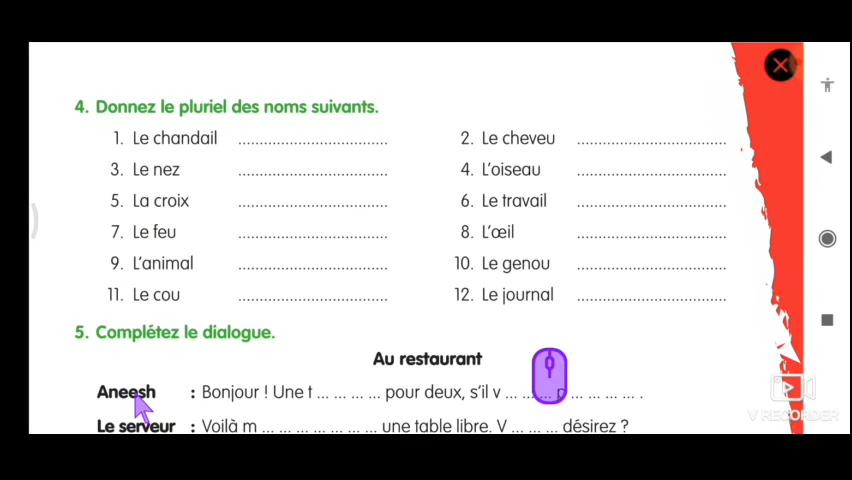 4. Donnez le pluriel des noms suivants.
1. Le chandail ................................. 2. Le cheveu .................................
3. Le nez ................................. 4. L'oiseau .................................
5. La croix ................................. 6. Le travail .................................
7. Le feu ................................. 8. L'œil .................................
9. L'animal ................................. 10. Le genou .................................
11. Le cou ................................. 12. Le journal .................................
5. Complétez le dialogue.
Au restaurant
Aneesh : Bonjour ! Une t ... ... ... ... pour deux, s'il v ... ... ... p ... ... ... ... .
Le serveur : Voilà m ... ... ... ... ... ... ... une table libre. V ... ... ... désirez ?
V RECORDER